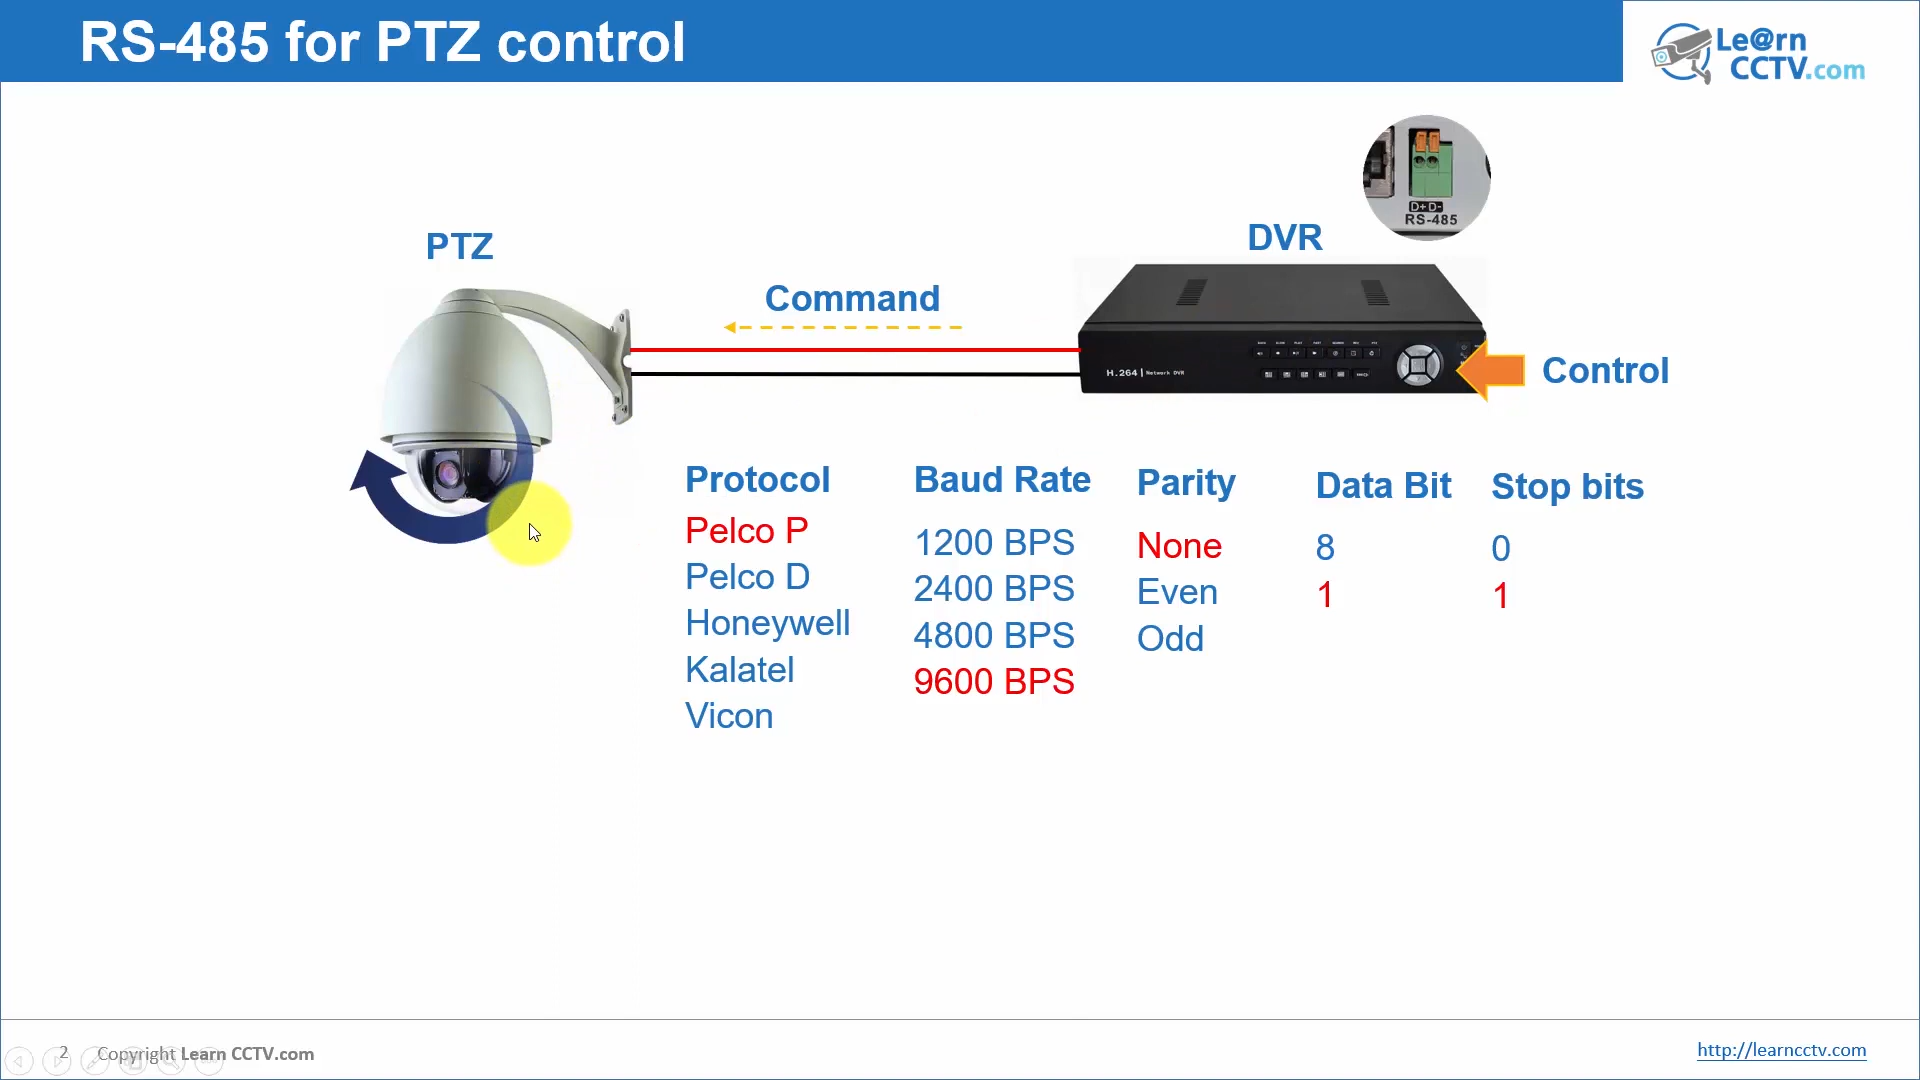 RS-485 for PTZ control
Le@rn
CCTV.com
D+ D-
RS-485
PTZ
DVR
Command
H.264 | Network DVR
Control
Protocol
Pelco P
Pelco D
Honeywell
Kalatel
Vicon
Baud Rate
1200 BPS
2400 BPS
4800 BPS
9600 BPS
Parity
None
Even
Odd
Data Bit
8
1
Stop bits
0
1
2
Copyright Learn CCTV.com
http://learncctv.com